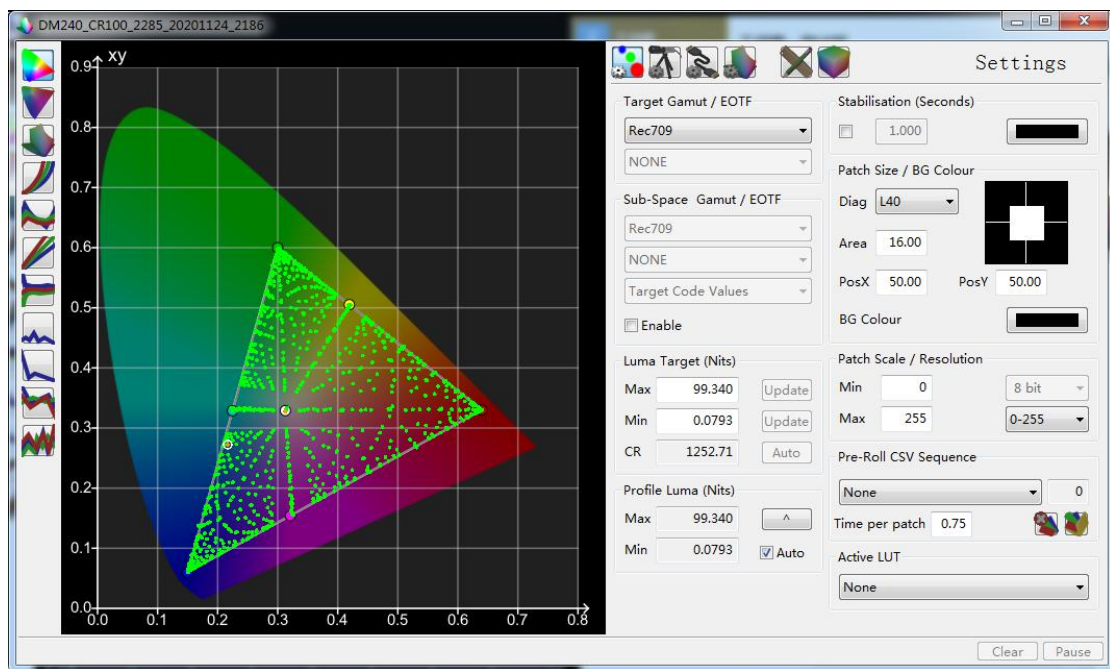 DM240_CR100_2285_20201124_2186
xy
0.9
0.8
0.7
0.6
0.5
0.4
0.3
0.2
0.1
0.0
0.0 0.1 0.2 0.3 0.4 0.5 0.6 0.7 0.8
Settings
Target Gamut / EOTF
Rec709
NONE
Sub-Space Gamut / EOTF
Rec709
NONE
Target Code Values
Enable
Luma Target (Nits)
Max 99.340 Update
Min 0.0793 Update
CR 1252.71 Auto
Profile Luma (Nits)
Max 99.340 ^
Min 0.0793 Auto
Stabilisation (Seconds)
1.000
Patch Size / BG Colour
Diag L40
Area 16.00
PosX 50.00 PosY 50.00
BG Colour
Patch Scale / Resolution
Min 0 8 bit
Max 255 0-255
Pre-Roll CSV Sequence
None 0
Time per patch 0.75
Active LUT
None
Clear Pause